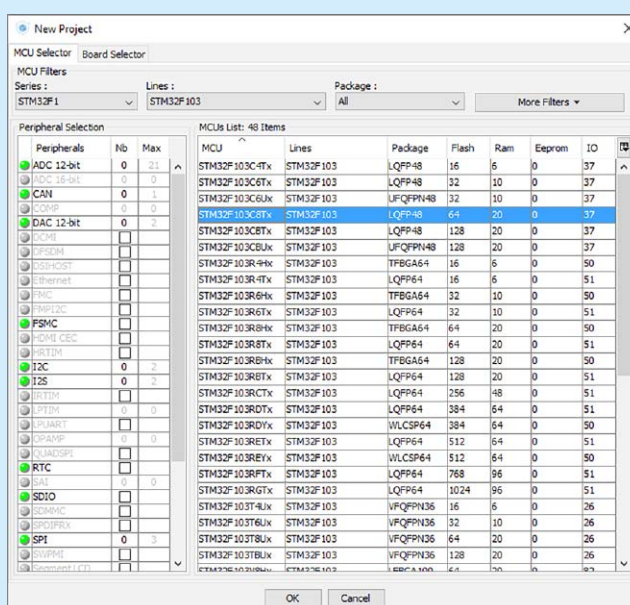 New Project
MCU Selector Board Selector
MCU Filters
Series : Lines : Package :
STM32F1 STM32F103 All More Filters
Peripheral Selection
Peripherals Nb Max
ADC 12-bit 0 21
ADC 16-bit 0 0
CAN 0 1
COMP 0 0
DAC 12-bit 0 2
DCMI
DFSDM
DSIHOST
Ethernet
FMC
FMPI2C
FSMC
HDMI CEC
HRTIM
I2C 0 2
I2S 0 2
IRTIM
LPTIM 0 0
LPUART
OPAMP 0 0
QUADSPI
RTC
SAI 0 0
SDIO
SDMMC
SPDIFRX
SPI 0 3
SWPMI
Segment LCD
MCUs List: 48 Items
MCU Lines Package Flash Ram Eeprom IO
STM32F103C4Tx STM32F103 LQFP48 16 6 0 37
STM32F103C6Tx STM32F103 LQFP48 32 10 0 37
STM32F103C6Ux STM32F103 UFQFPN48 32 10 0 37
STM32F103C8Tx STM32F103 LQFP48 64 20 0 37
STM32F103CBTx STM32F103 LQFP48 128 20 0 37
STM32F103CBUx STM32F103 UFQFPN48 128 20 0 37
STM32F103R4Hx STM32F103 TFBGA64 16 6 0 50
STM32F103R4Tx STM32F103 LQFP64 16 6 0 51
STM32F103R6Hx STM32F103 TFBGA64 32 10 0 50
STM32F103R6Tx STM32F103 LQFP64 32 10 0 51
STM32F103R8Hx STM32F103 TFBGA64 64 20 0 50
STM32F103R8Tx STM32F103 LQFP64 64 20 0 51
STM32F103RBHx STM32F103 TFBGA64 128 20 0 50
STM32F103RBTx STM32F103 LQFP64 128 20 0 51
STM32F103RCTx STM32F103 LQFP64 256 48 0 51
STM32F103RDTx STM32F103 LQFP64 384 64 0 51
STM32F103RDYx STM32F103 WLCSP64 384 64 0 50
STM32F103RETx STM32F103 LQFP64 512 64 0 51
STM32F103REYx STM32F103 WLCSP64 512 64 0 50
STM32F103RFTx STM32F103 LQFP64 768 96 0 51
STM32F103RGTx STM32F103 LQFP64 1024 96 0 51
STM32F103T4Ux STM32F103 VFQFPN36 16 6 0 26
STM32F103T6Ux STM32F103 VFQFPN36 32 10 0 26
STM32F103T8Ux STM32F103 VFQFPN36 64 20 0 26
STM32F103TBUx STM32F103 VFQFPN36 128 20 0 26
OK Cancel